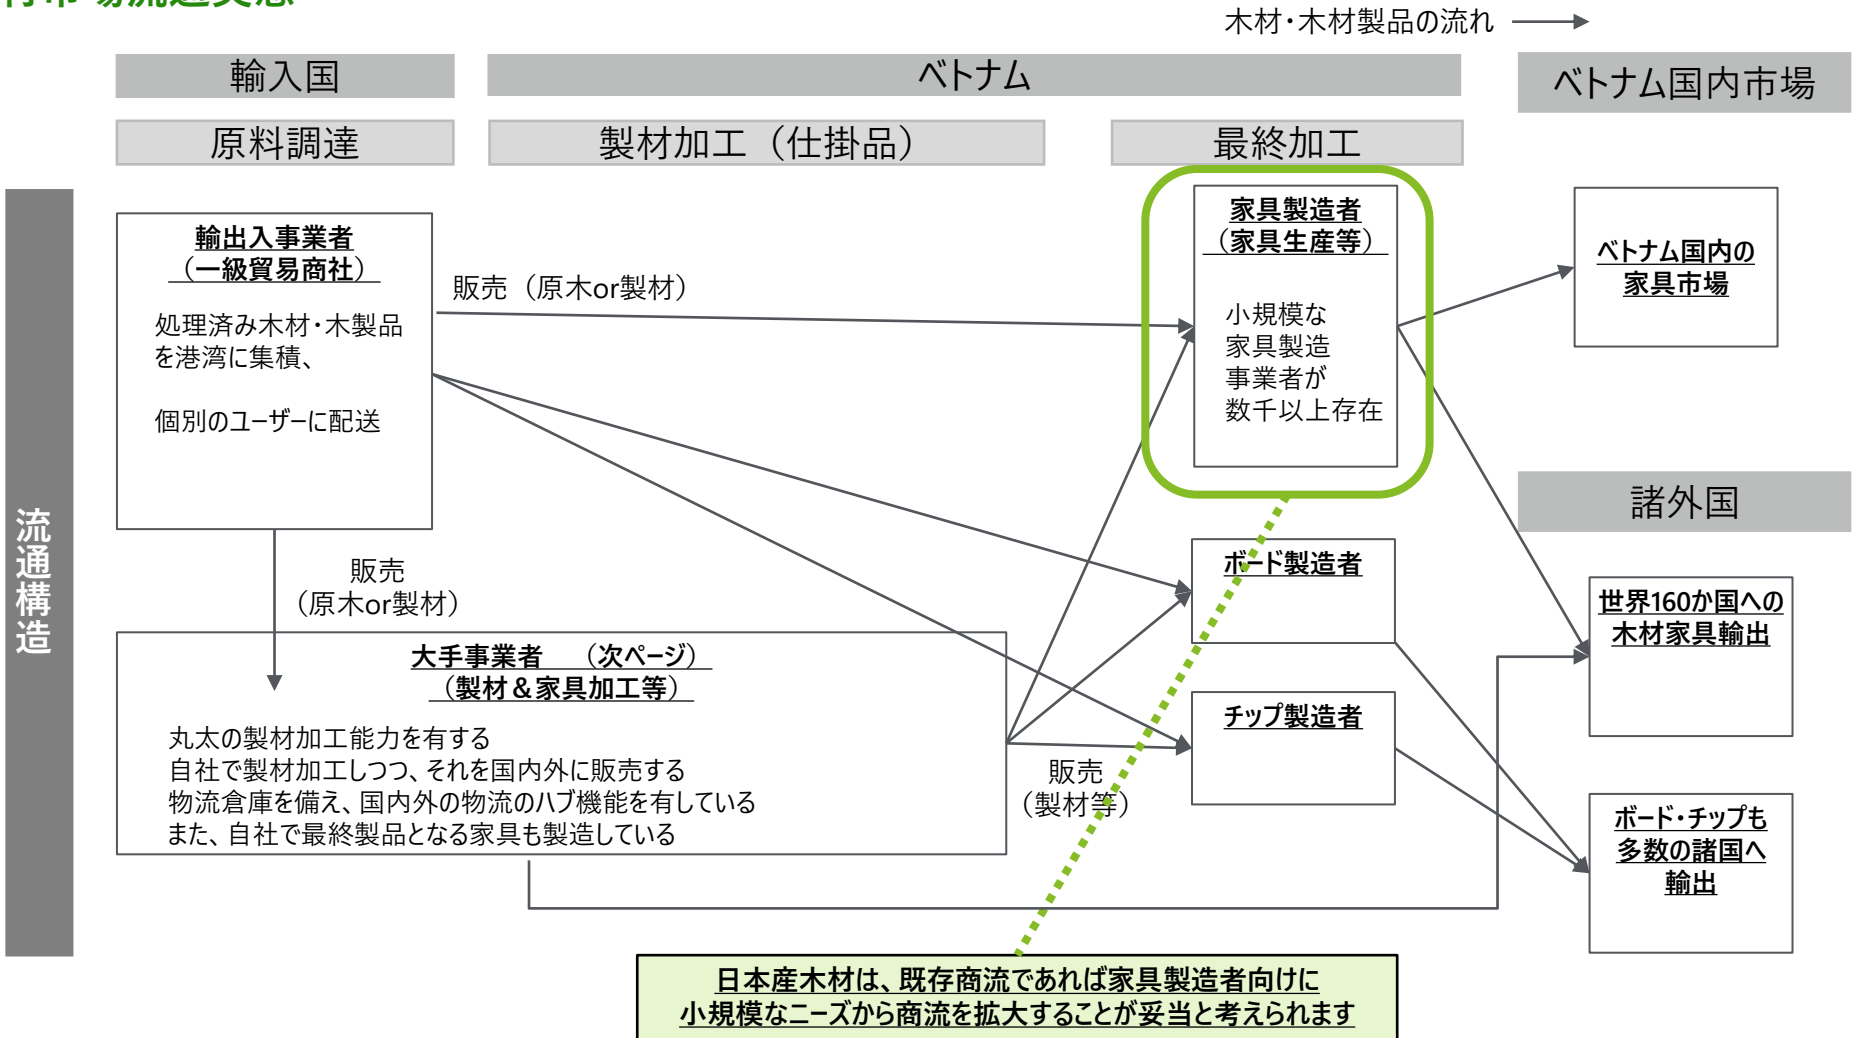 木材・木材製品の流れ
輸入国
ベトナム
ベトナム国内市場
原料調達
製材加工（仕掛品）
最終加工
流通構造
輸出入事業者
（一級貿易商社）
処理済み木材・木製品
を港湾に集積、
個別のユーザーに配送
販売（原木or製材）
家具製造者
（家具生産等）
小規模な
家具製造
事業者が
数千以上存在
ベトナム国内の
家具市場
諸外国
販売
（原木or製材）
ボード製造者
世界160か国への
木材家具輸出
大手事業者　（次ページ）
（製材＆家具加工等）
丸太の製材加工能力を有する
自社で製材加工しつつ、それを国内外に販売する
物流倉庫を備え、国内外の物流のハブ機能を有している
また、自社で最終製品となる家具も製造している
チップ製造者
販売
（製材等）
ボード・チップも
多数の諸国へ
輸出
日本産木材は、既存商流であれば家具製造者向けに
小規模なニーズから商流を拡大することが妥当と考えられます